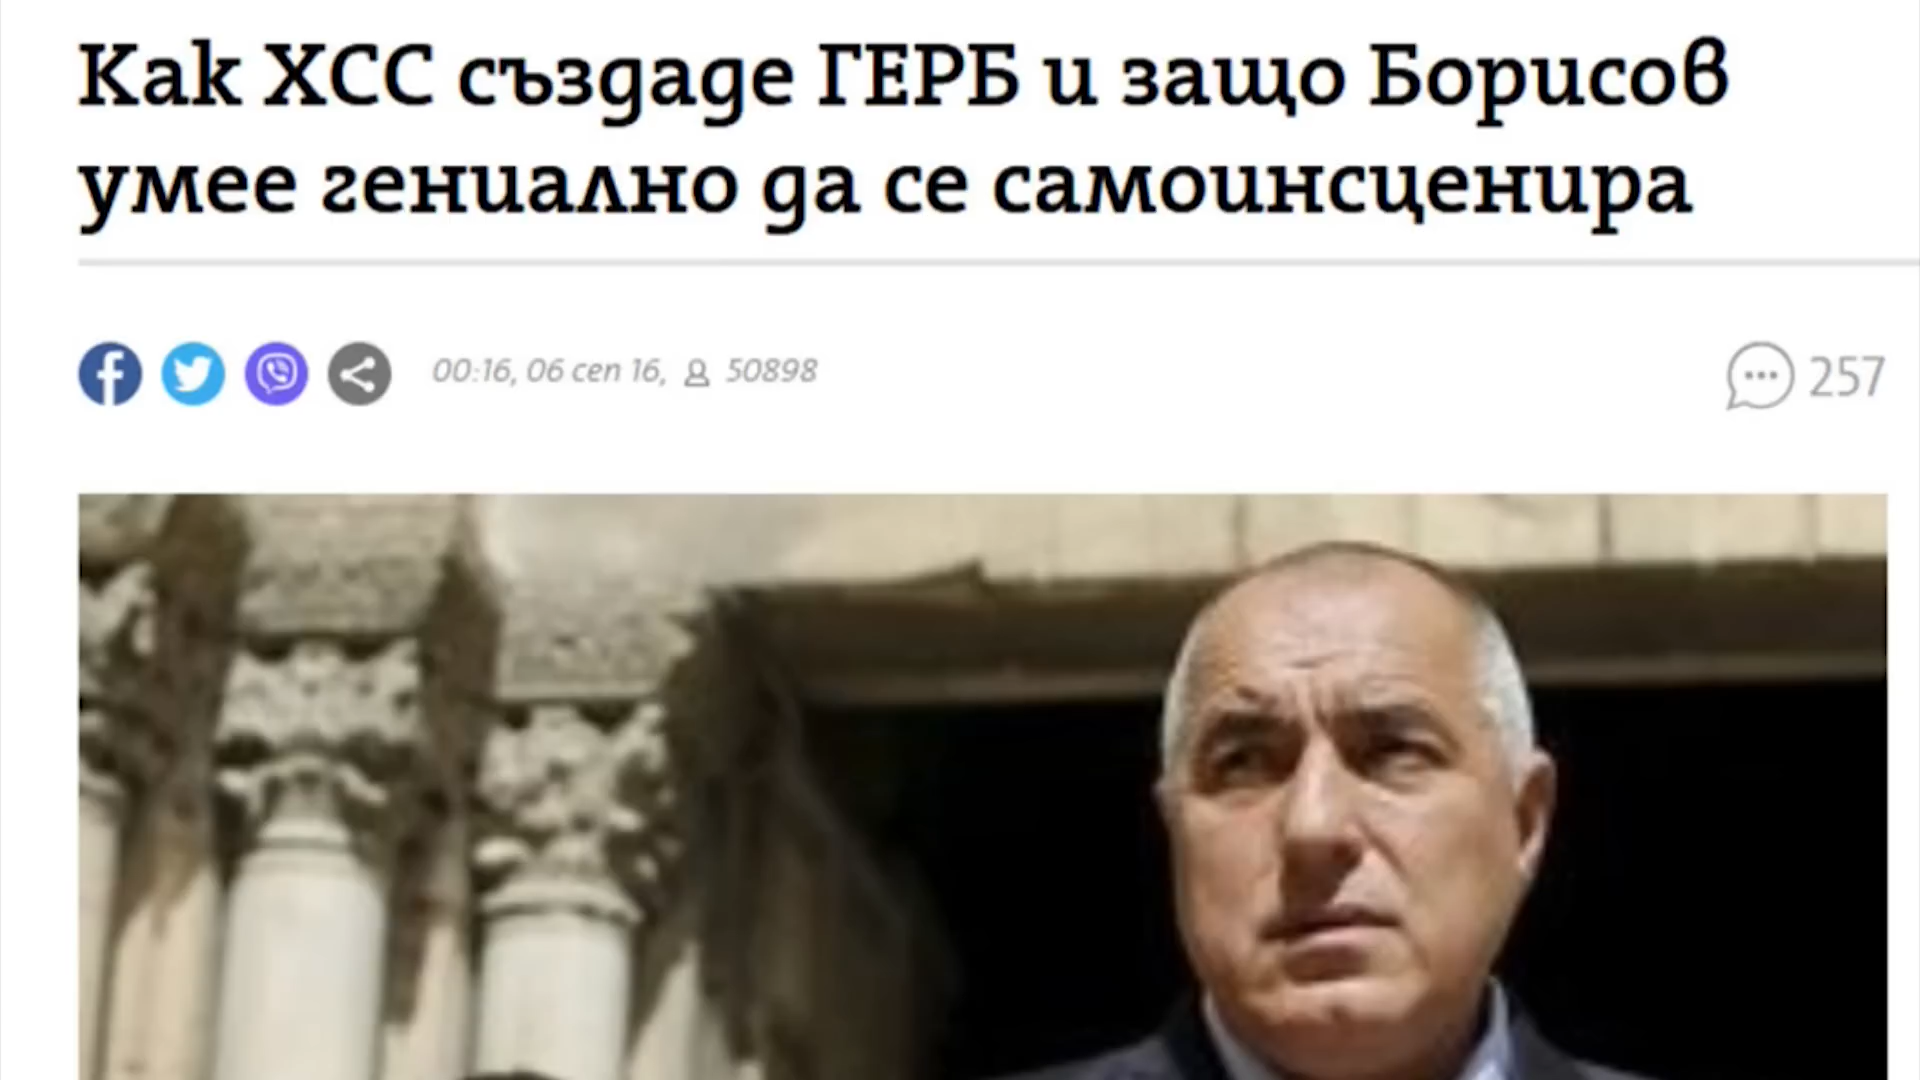 Как ХСС създаде ГЕРБ и защо Борисов
умее гениално да се самоинсценира
00:16, 06 сеп 16, 50898
257